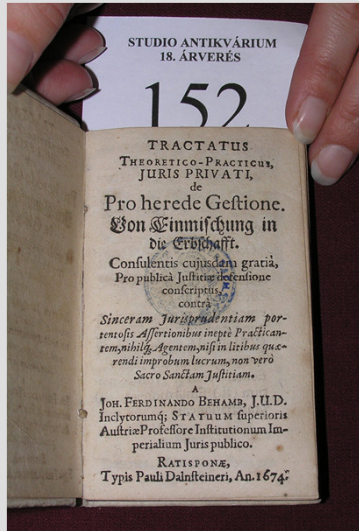 STUDIO ANTIKVÁRIUM
18. ÁRVERÉS
152
TRACTATUS
THEORETICO-PRACTICUS,
JURIS PRIVATI,
de
Pro herede Geſtione.
Von Einmiſchung in
die Erbſchafft.
Conſulentis cujusdam gratiâ,
Pro publicâ Juſtitiæ defenſione
conſcriptus,
contrà
Sinceram Jurisprudentiam por-
tentoſis Aſſertionibus ineptè Practican-
tem, nihilq; Agentem, niſi in litibus quæ-
rendi improbum lucrum, non verò
Sacro Sanctam Juſtitiam.
A
JOH. FERDINANDO BEHAMB, J.U.D.
Inclytorumq; STATUUM ſuperioris
Auſtriæ Profeſſore Inſtitutionum Im-
perialium Juris publico.
RATISPONÆ,
Typis Pauli Dalnſteineri, An. 1674.